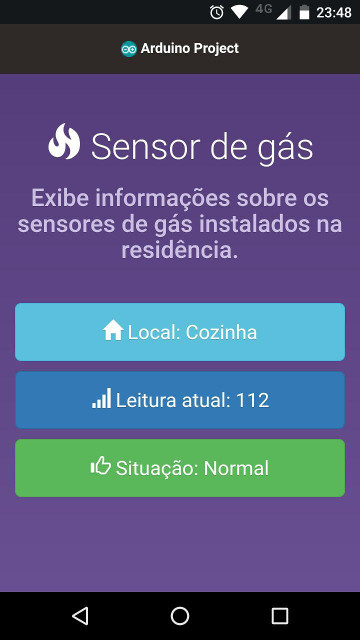 4G 23:48
Arduino Project
Sensor de gás
Exibe informações sobre os
sensores de gás instalados na
residência.
Local: Cozinha
Leitura atual: 112
Situação: Normal